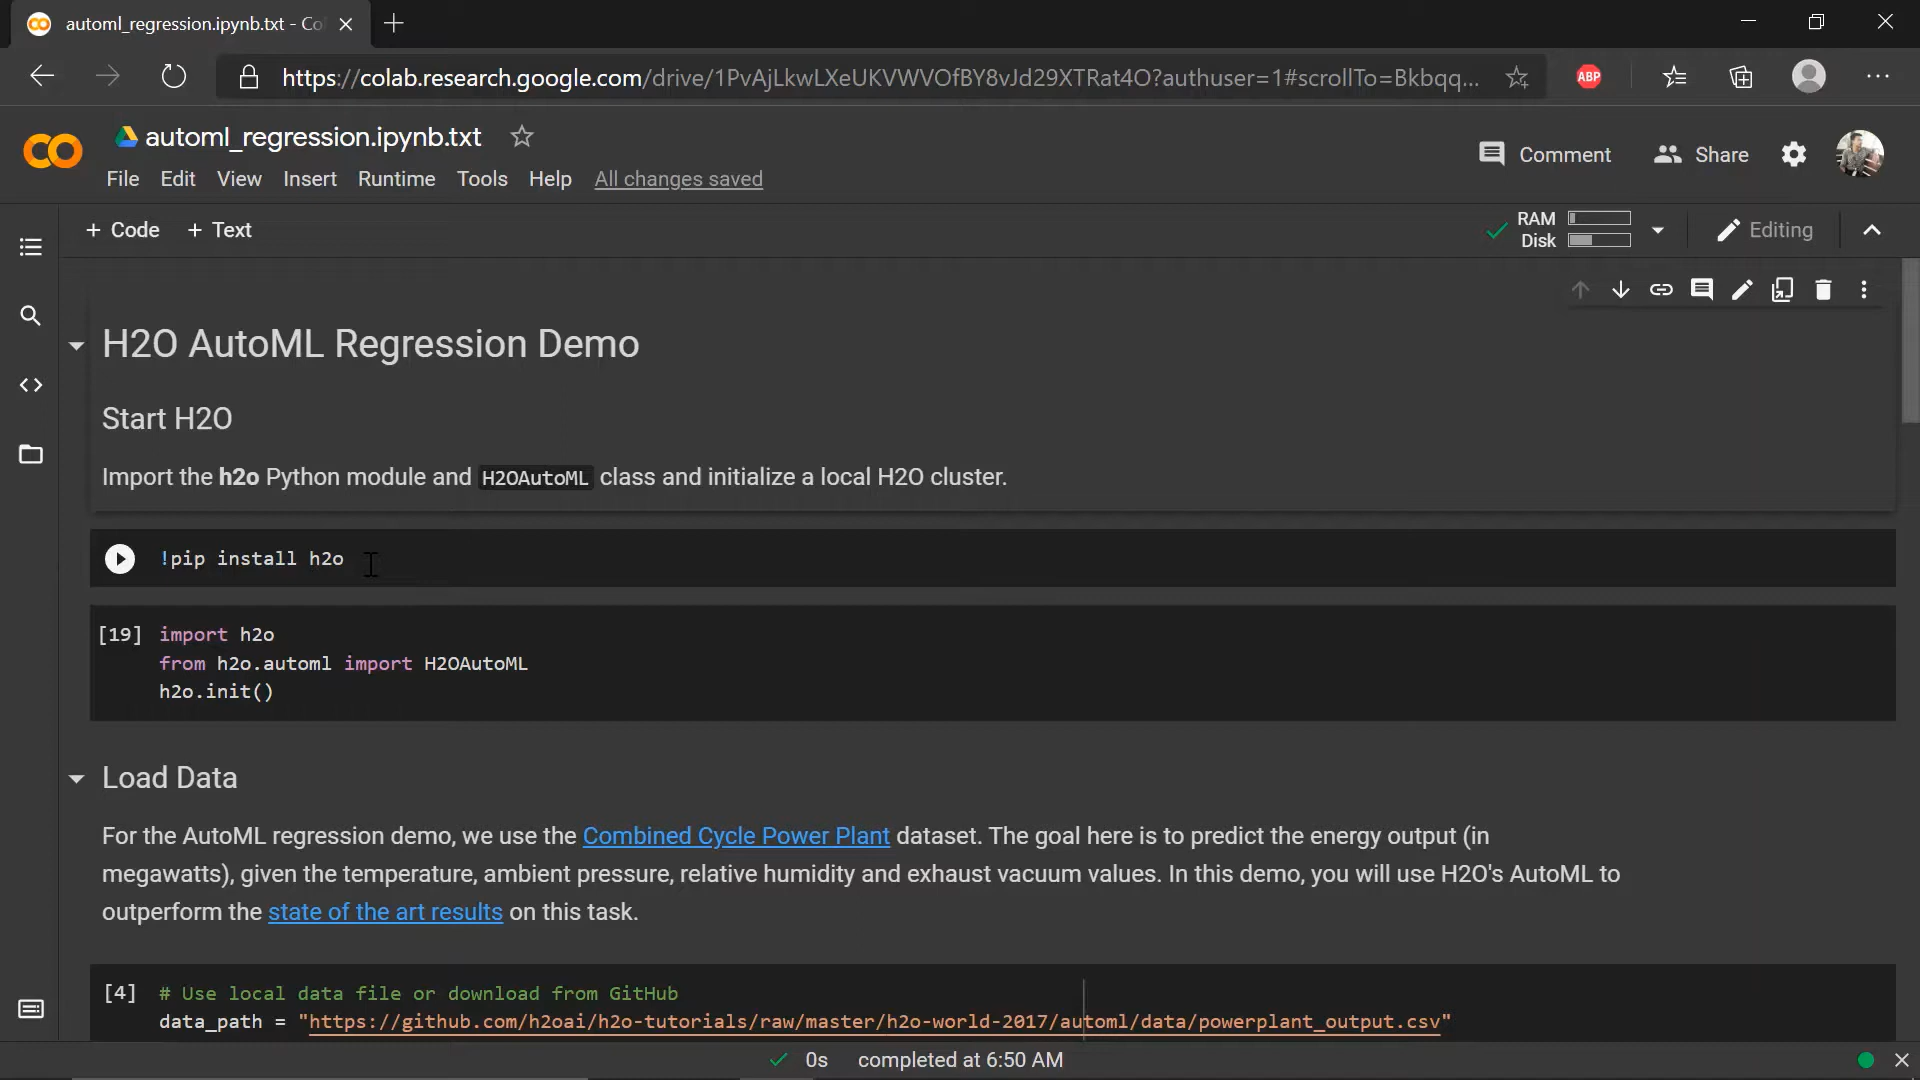 automl_regression.ipynb.txt - Co
https://colab.research.google.com/drive/1PvAjLkwLXeUKVWVOfBY8vJd29XTRat4O?authuser=1#scrollTo=Bkbqq...
ABP
automl_regression.ipynb.txt
Comment
Share
File Edit View Insert Runtime Tools Help All changes saved
+ Code + Text
RAM
Disk
Editing
H2O AutoML Regression Demo
Start H2O
Import the h2o Python module and H2OAutoML class and initialize a local H2O cluster.
!pip install h2o
[19] import h2o
from h2o.automl import H2OAutoML
h2o.init()
Load Data
For the AutoML regression demo, we use the Combined Cycle Power Plant dataset. The goal here is to predict the energy output (in
megawatts), given the temperature, ambient pressure, relative humidity and exhaust vacuum values. In this demo, you will use H2O's AutoML to
outperform the state of the art results on this task.
[4] # Use local data file or download from GitHub
data_path = "https://github.com/h2oai/h2o-tutorials/raw/master/h2o-world-2017/automl/data/powerplant_output.csv"
0s completed at 6:50 AM